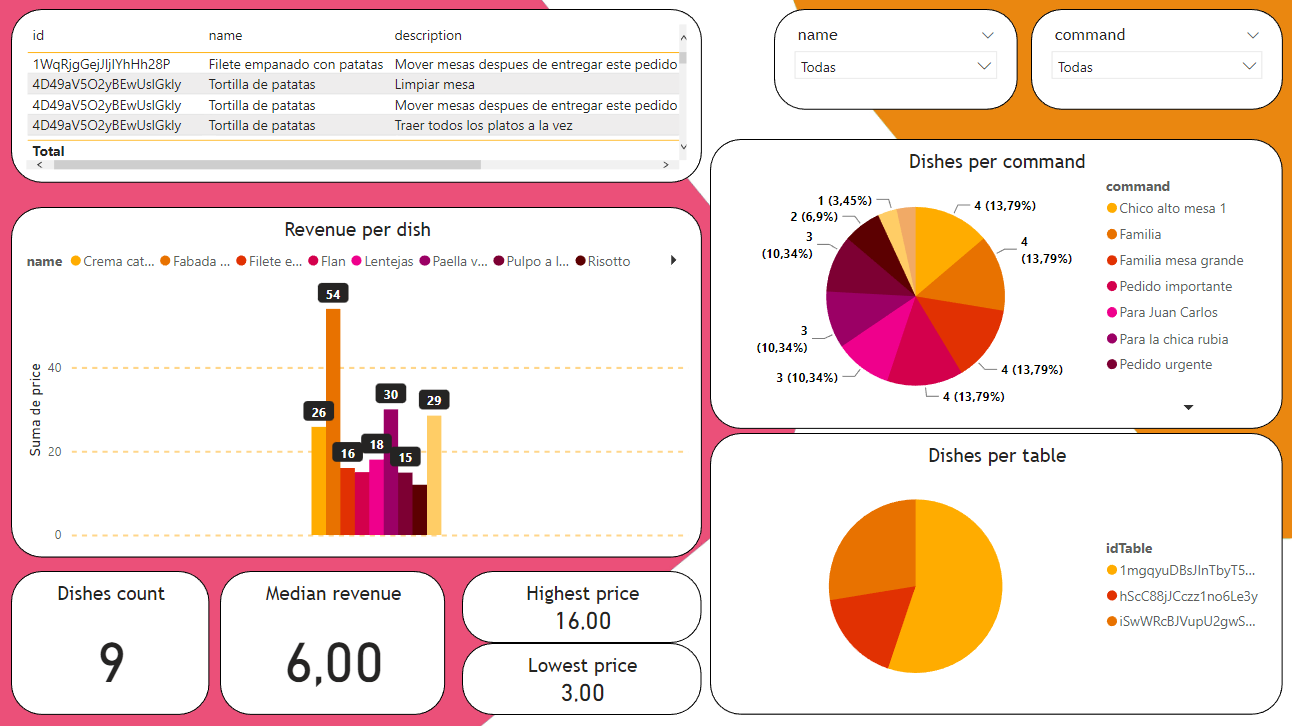 id name description
1WqRjgGejJIjIYhHh28P Filete empanado con patatas Mover mesas despues de entregar este pedido
4D49aV5O2yBEwUsIGkly Tortilla de patatas Limpiar mesa
4D49aV5O2yBEwUsIGkly Tortilla de patatas Mover mesas despues de entregar este pedido
4D49aV5O2yBEwUsIGkly Tortilla de patatas Traer todos los platos a la vez
Total
name
Todas
command
Todas
Revenue per dish
name Crema cat... Fabada ... Filete e... Flan Lentejas Paella v... Pulpo a l... Risotto
Suma de price
40
20
0
26
54
16
18
30
15
29
Dishes per command
1 (3,45%)
2 (6,9%)
3
(10,34%)
3
(10,34%)
3 (10,34%)
4 (13,79%)
4
(13,79%)
4 (13,79%)
4 (13,79%)
command
Chico alto mesa 1
Familia
Familia mesa grande
Pedido importante
Para Juan Carlos
Para la chica rubia
Pedido urgente
Dishes per table
idTable
1mgqyuDBsJInTbyT5...
hScC88jJCczz1no6Le3y
iSwWRcBJVupU2gwS...
Dishes count
9
Median revenue
6,00
Highest price
16.00
Lowest price
3.00